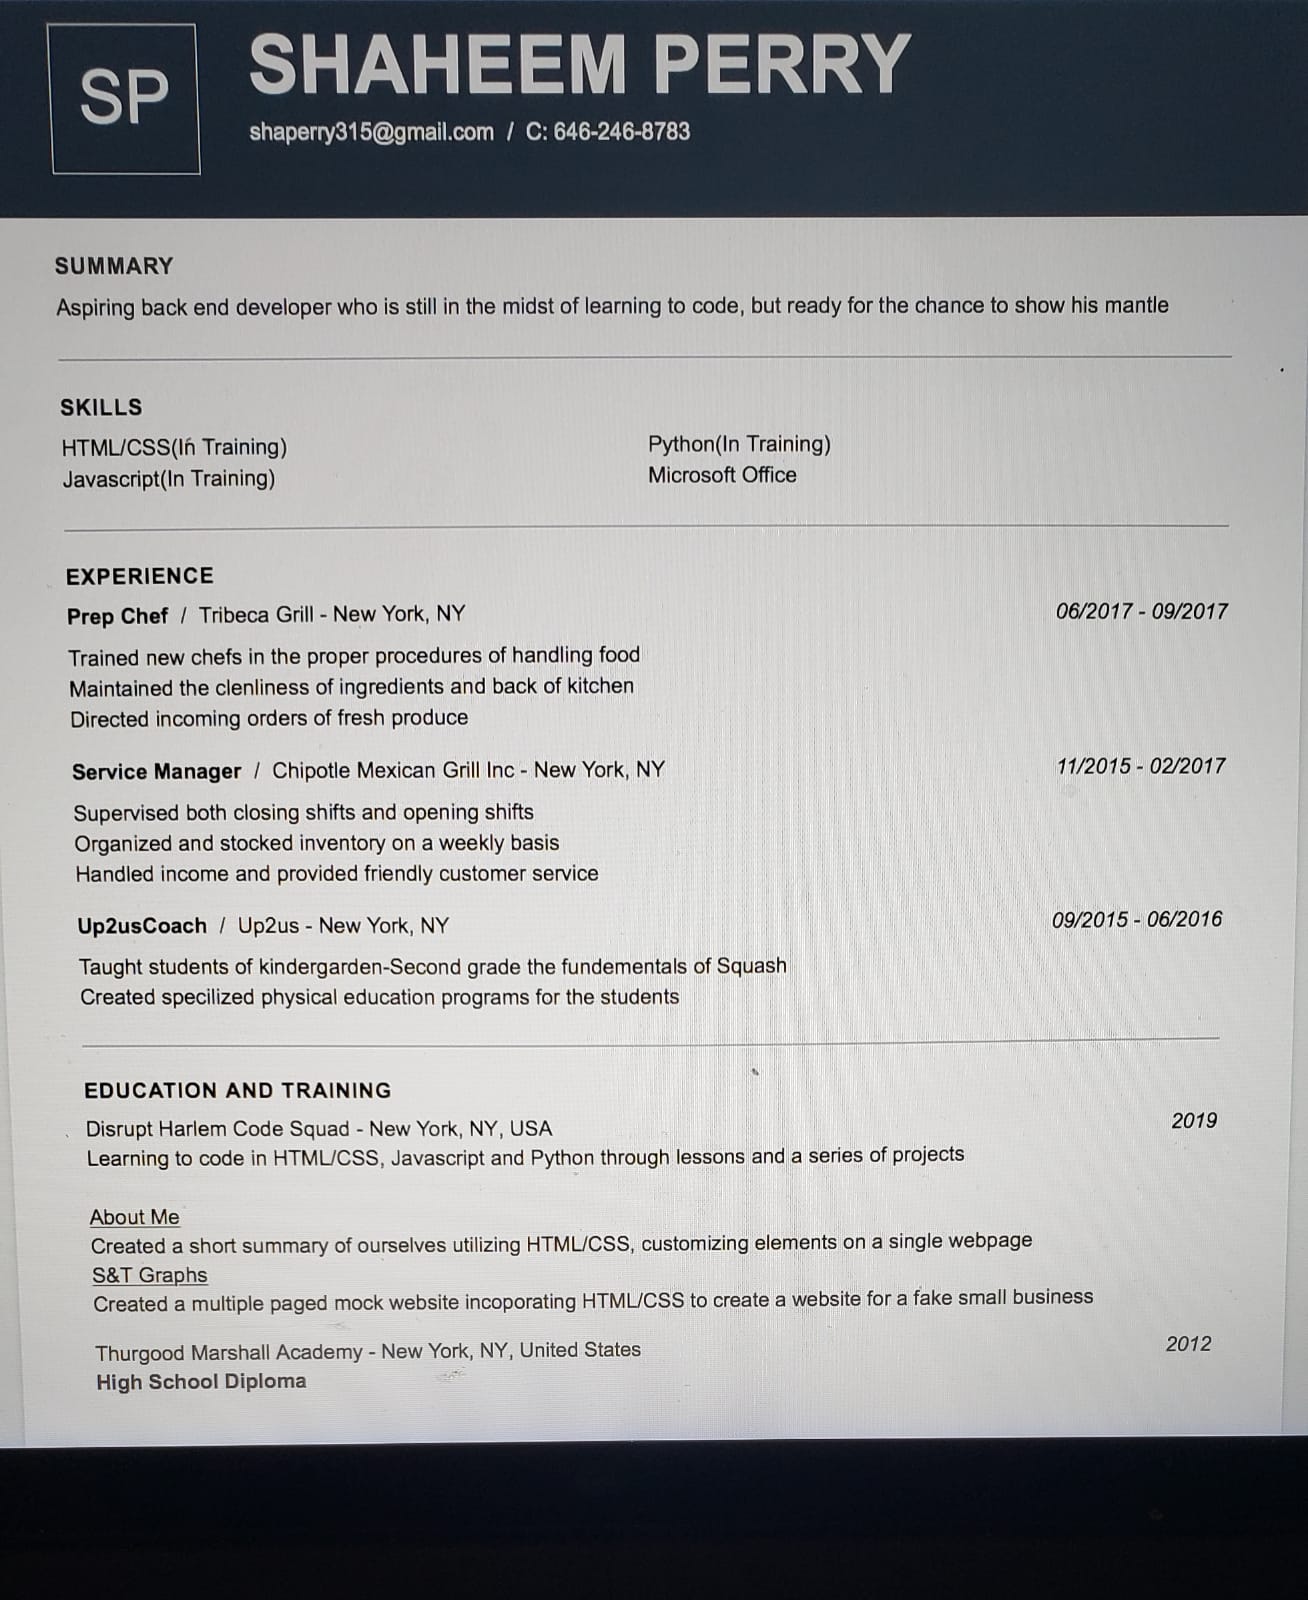 SP
SHAHEEM PERRY
shaperry315@gmail.com / C: 646-246-8783
SUMMARY
Aspiring back end developer who is still in the midst of learning to code, but ready for the chance to show his mantle
SKILLS
HTML/CSS(In Training)
Javascript(In Training)
Python(In Training)
Microsoft Office
EXPERIENCE
Prep Chef / Tribeca Grill - New York, NY 06/2017 - 09/2017
Trained new chefs in the proper procedures of handling food
Maintained the clenliness of ingredients and back of kitchen
Directed incoming orders of fresh produce
Service Manager / Chipotle Mexican Grill Inc - New York, NY 11/2015 - 02/2017
Supervised both closing shifts and opening shifts
Organized and stocked inventory on a weekly basis
Handled income and provided friendly customer service
Up2usCoach / Up2us - New York, NY 09/2015 - 06/2016
Taught students of kindergarden-Second grade the fundementals of Squash
Created specilized physical education programs for the students
EDUCATION AND TRAINING
Disrupt Harlem Code Squad - New York, NY, USA 2019
Learning to code in HTML/CSS, Javascript and Python through lessons and a series of projects
About Me
Created a short summary of ourselves utilizing HTML/CSS, customizing elements on a single webpage
S&T Graphs
Created a multiple paged mock website incoporating HTML/CSS to create a website for a fake small business
Thurgood Marshall Academy - New York, NY, United States 2012
High School Diploma